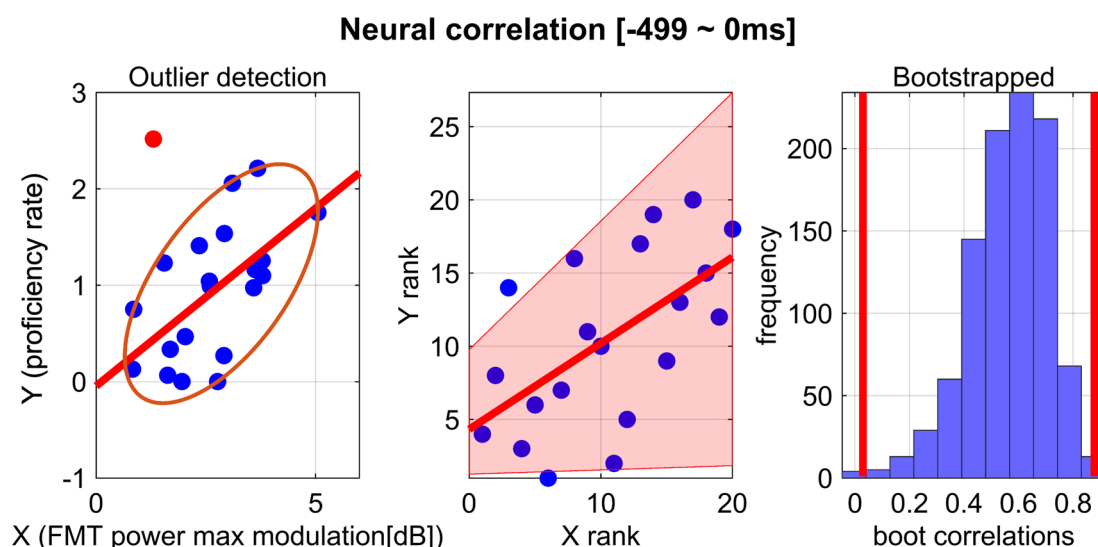 Neural correlation [-499 ~ 0ms]
Outlier detection
Y (proficiency rate)
3
2
1
0
-1
0 5
X (FMT power max modulation[dB])
Y rank
25
20
15
10
5
0 10 20
X rank
Bootstrapped
frequency
200
150
100
50
0
0 0.2 0.4 0.6 0.8
boot correlations